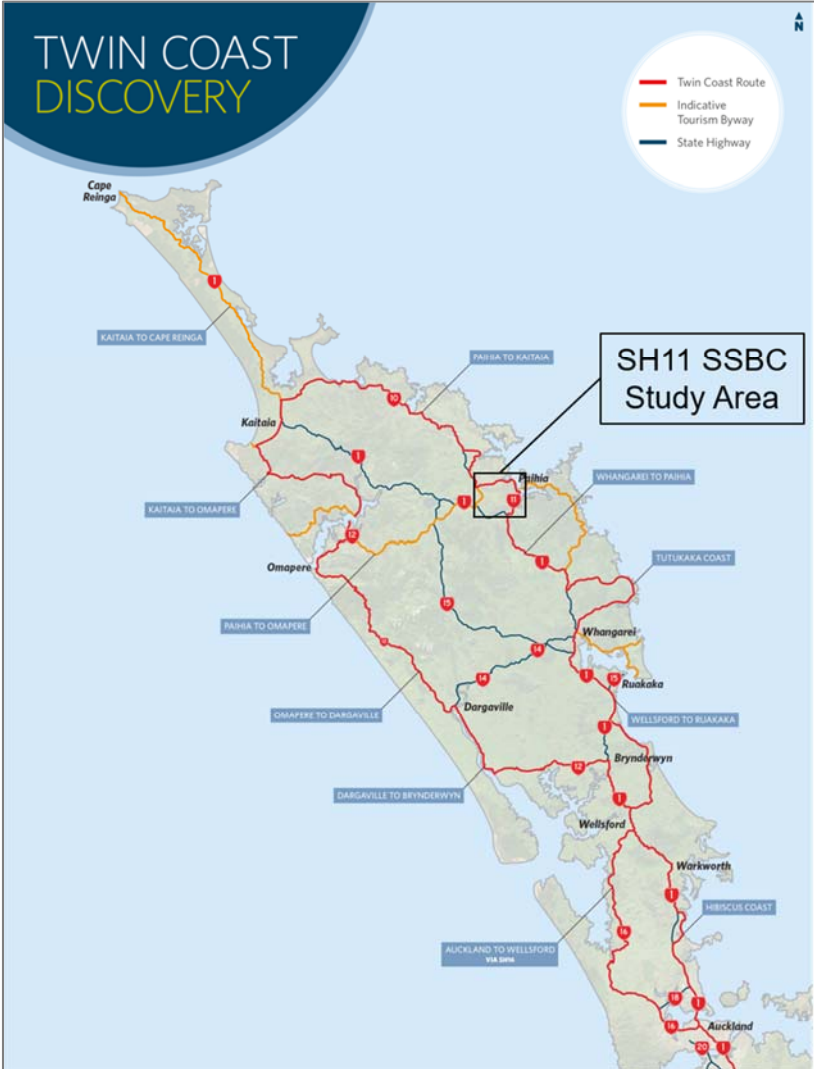 TWIN COAST
DISCOVERY
N
Twin Coast Route
Indicative
Tourism Byway
State Highway
Cape
Reinga
1
KAITAIA TO CAPE REINGA
PAIHIA TO KAITAIA
SH11 SSBC
Study Area
10
Kaitaia
1
Paihia
WHANGAREI TO PAIHIA
1
11
KAITAIA TO OMAPERE
12
1
TUTUKAKA COAST
Omapere
15
PAIHIA TO OMAPERE
Whangarei
14
1
15
Ruakaka
14
Dargaville
OMAPERE TO DARGAVILLE
WELLSFORD TO RUAKAKA
1
Brynderwyn
12
DARGAVILLE TO BRYNDERWYN
1
Wellsford
Warkworth
1
HIBISCUS COAST
16
AUCKLAND TO WELLSFORD
VIA SH16
18
1
16
Auckland
20
1